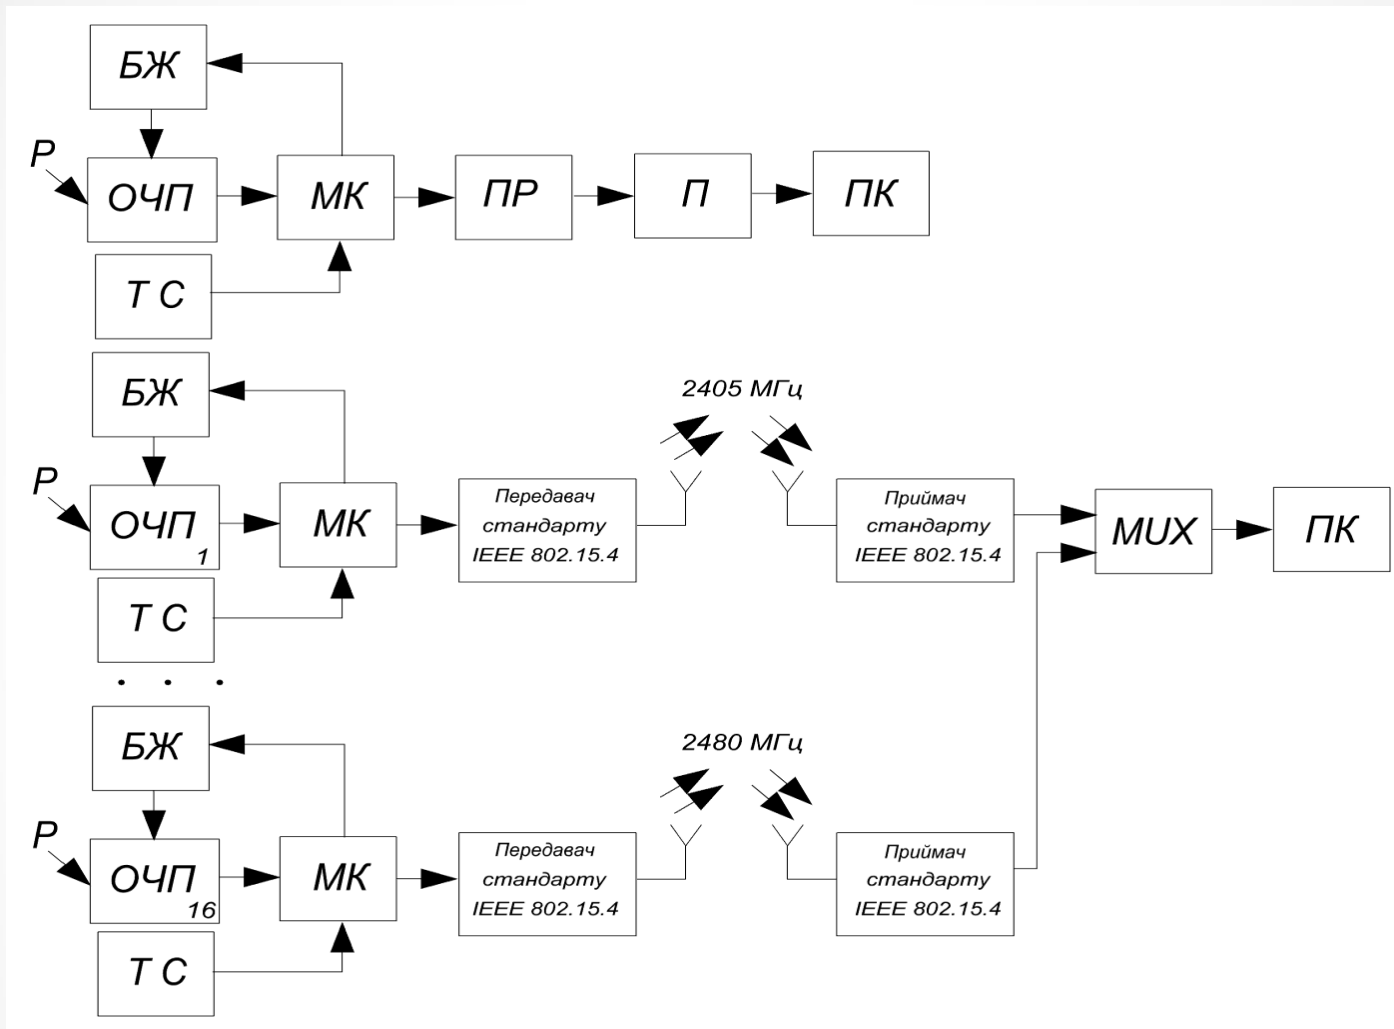 БЖ
P
ОЧП
МК
ПР
П
ПК
Т С
БЖ
2405 МГц
P
ОЧП
1
МК
Передавач
стандарту
IEEE 802.15.4
Приймач
стандарту
IEEE 802.15.4
MUX
ПК
Т С
. . .
БЖ
2480 МГц
P
ОЧП
16
МК
Передавач
стандарту
IEEE 802.15.4
Приймач
стандарту
IEEE 802.15.4
Т С